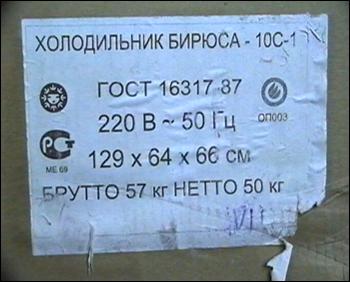 ХОЛОДИЛЬНИК БИРЮСА - 10С-1
ГОСТ 16317 87
ОП003
220 В ~ 50 Гц
РС
МЕ 69
129 х 64 х 66 см
БРУТТО 57 кг НЕТТО 50 кг